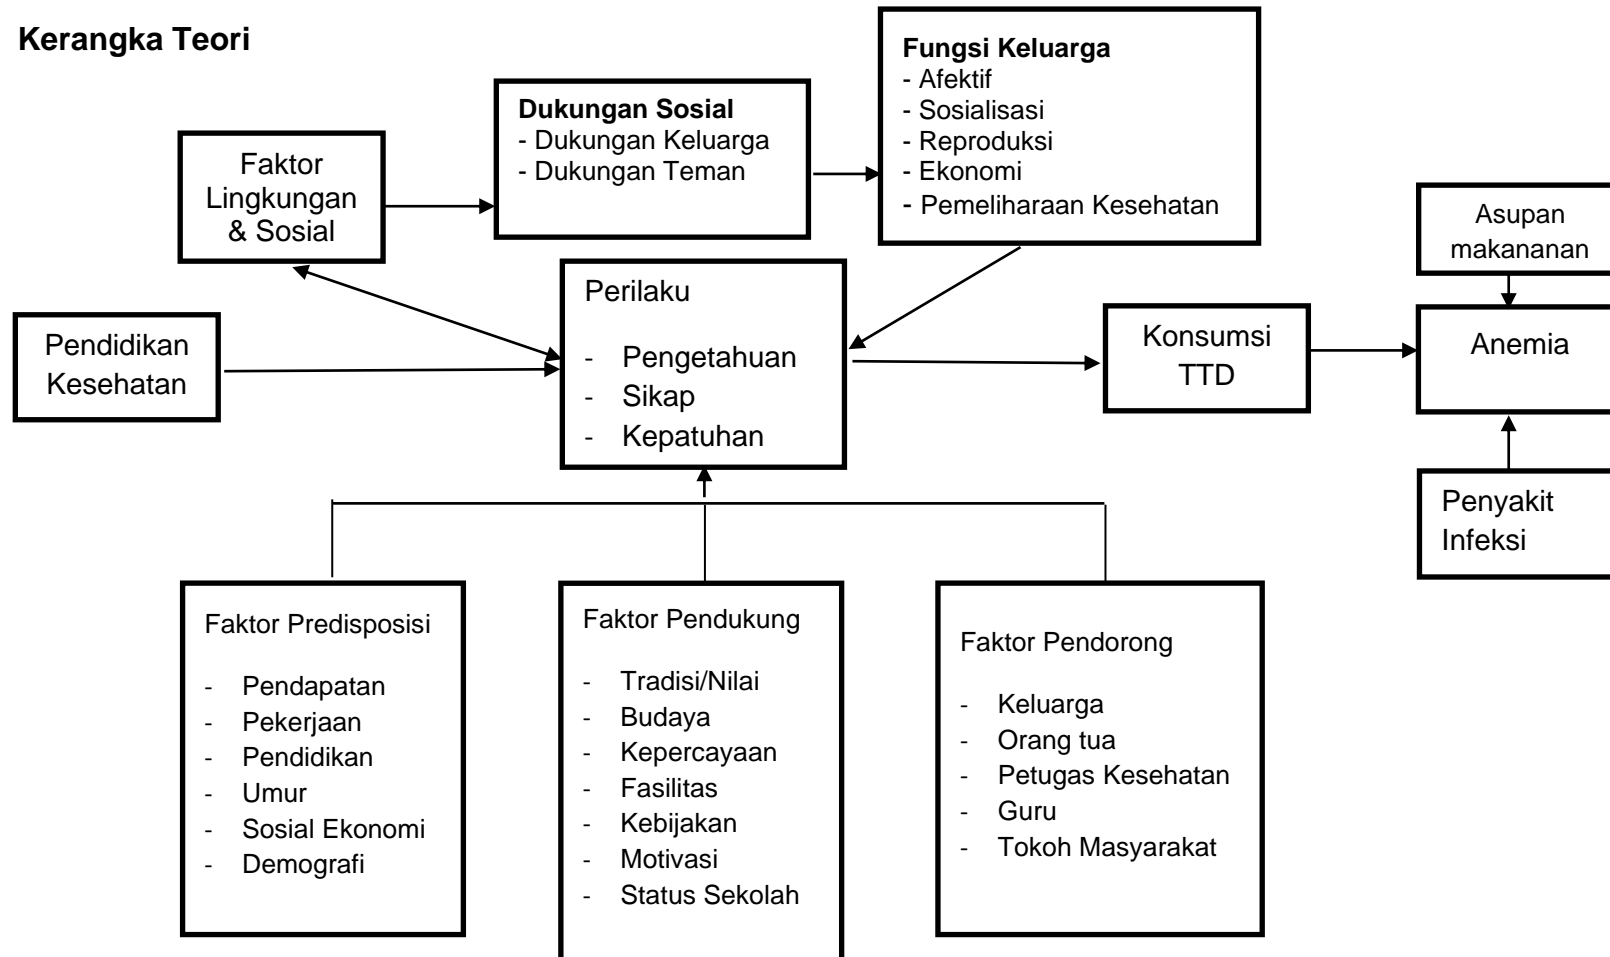 Kerangka Teori
Fungsi Keluarga
- Afektif
- Sosialisasi
- Reproduksi
- Ekonomi
- Pemeliharaan Kesehatan
Dukungan Sosial
- Dukungan Keluarga
- Dukungan Teman
Faktor
Lingkungan
& Sosial
Asupan
makananan
Perilaku
- Pengetahuan
- Sikap
- Kepatuhan
Pendidikan
Kesehatan
Konsumsi
TTD
Anemia
Penyakit
Infeksi
Faktor Predisposisi
- Pendapatan
- Pekerjaan
- Pendidikan
- Umur
- Sosial Ekonomi
- Demografi
Faktor Pendukung
- Tradisi/Nilai
- Budaya
- Kepercayaan
- Fasilitas
- Kebijakan
- Motivasi
- Status Sekolah
Faktor Pendorong
- Keluarga
- Orang tua
- Petugas Kesehatan
- Guru
- Tokoh Masyarakat